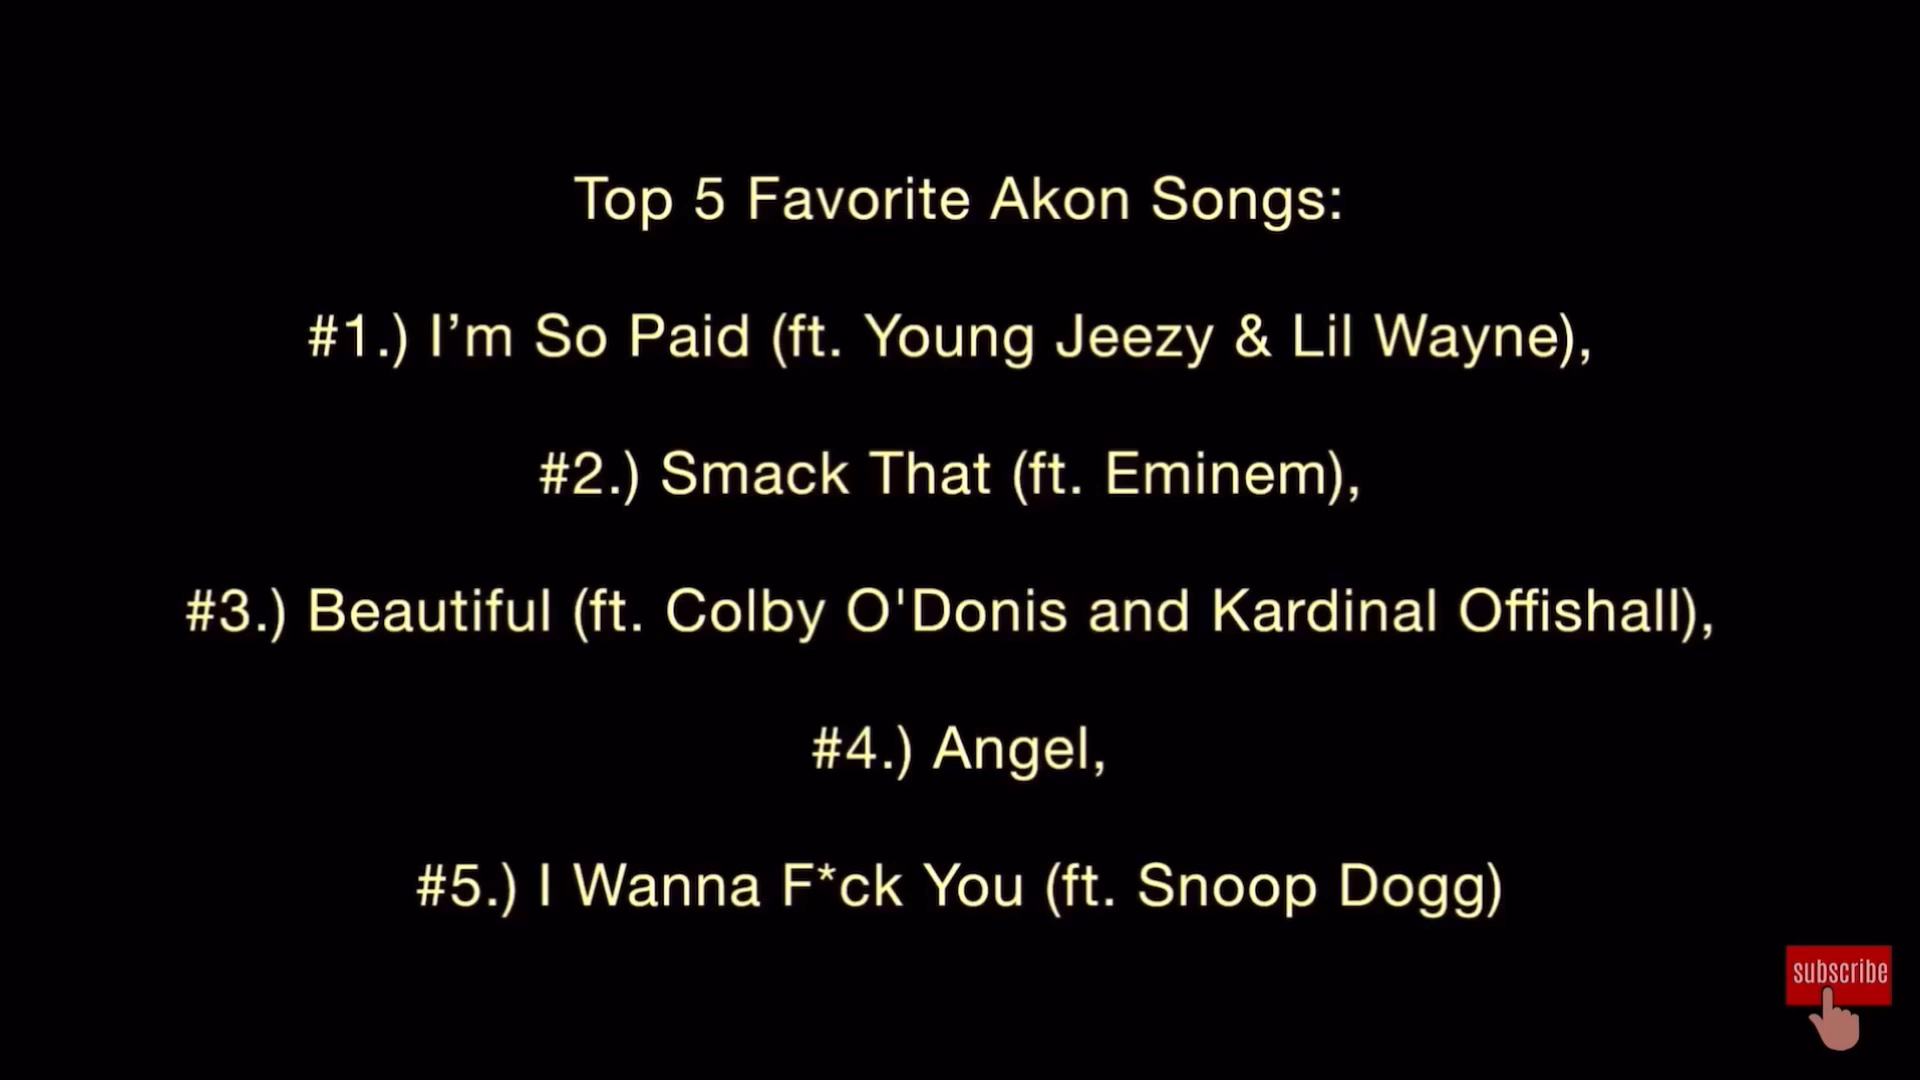 Top 5 Favorite Akon Songs:
#1.) I’m So Paid (ft. Young Jeezy & Lil Wayne),
#2.) Smack That (ft. Eminem),
#3.) Beautiful (ft. Colby O'Donis and Kardinal Offishall),
#4.) Angel,
#5.) I Wanna F*ck You (ft. Snoop Dogg)
subscribe